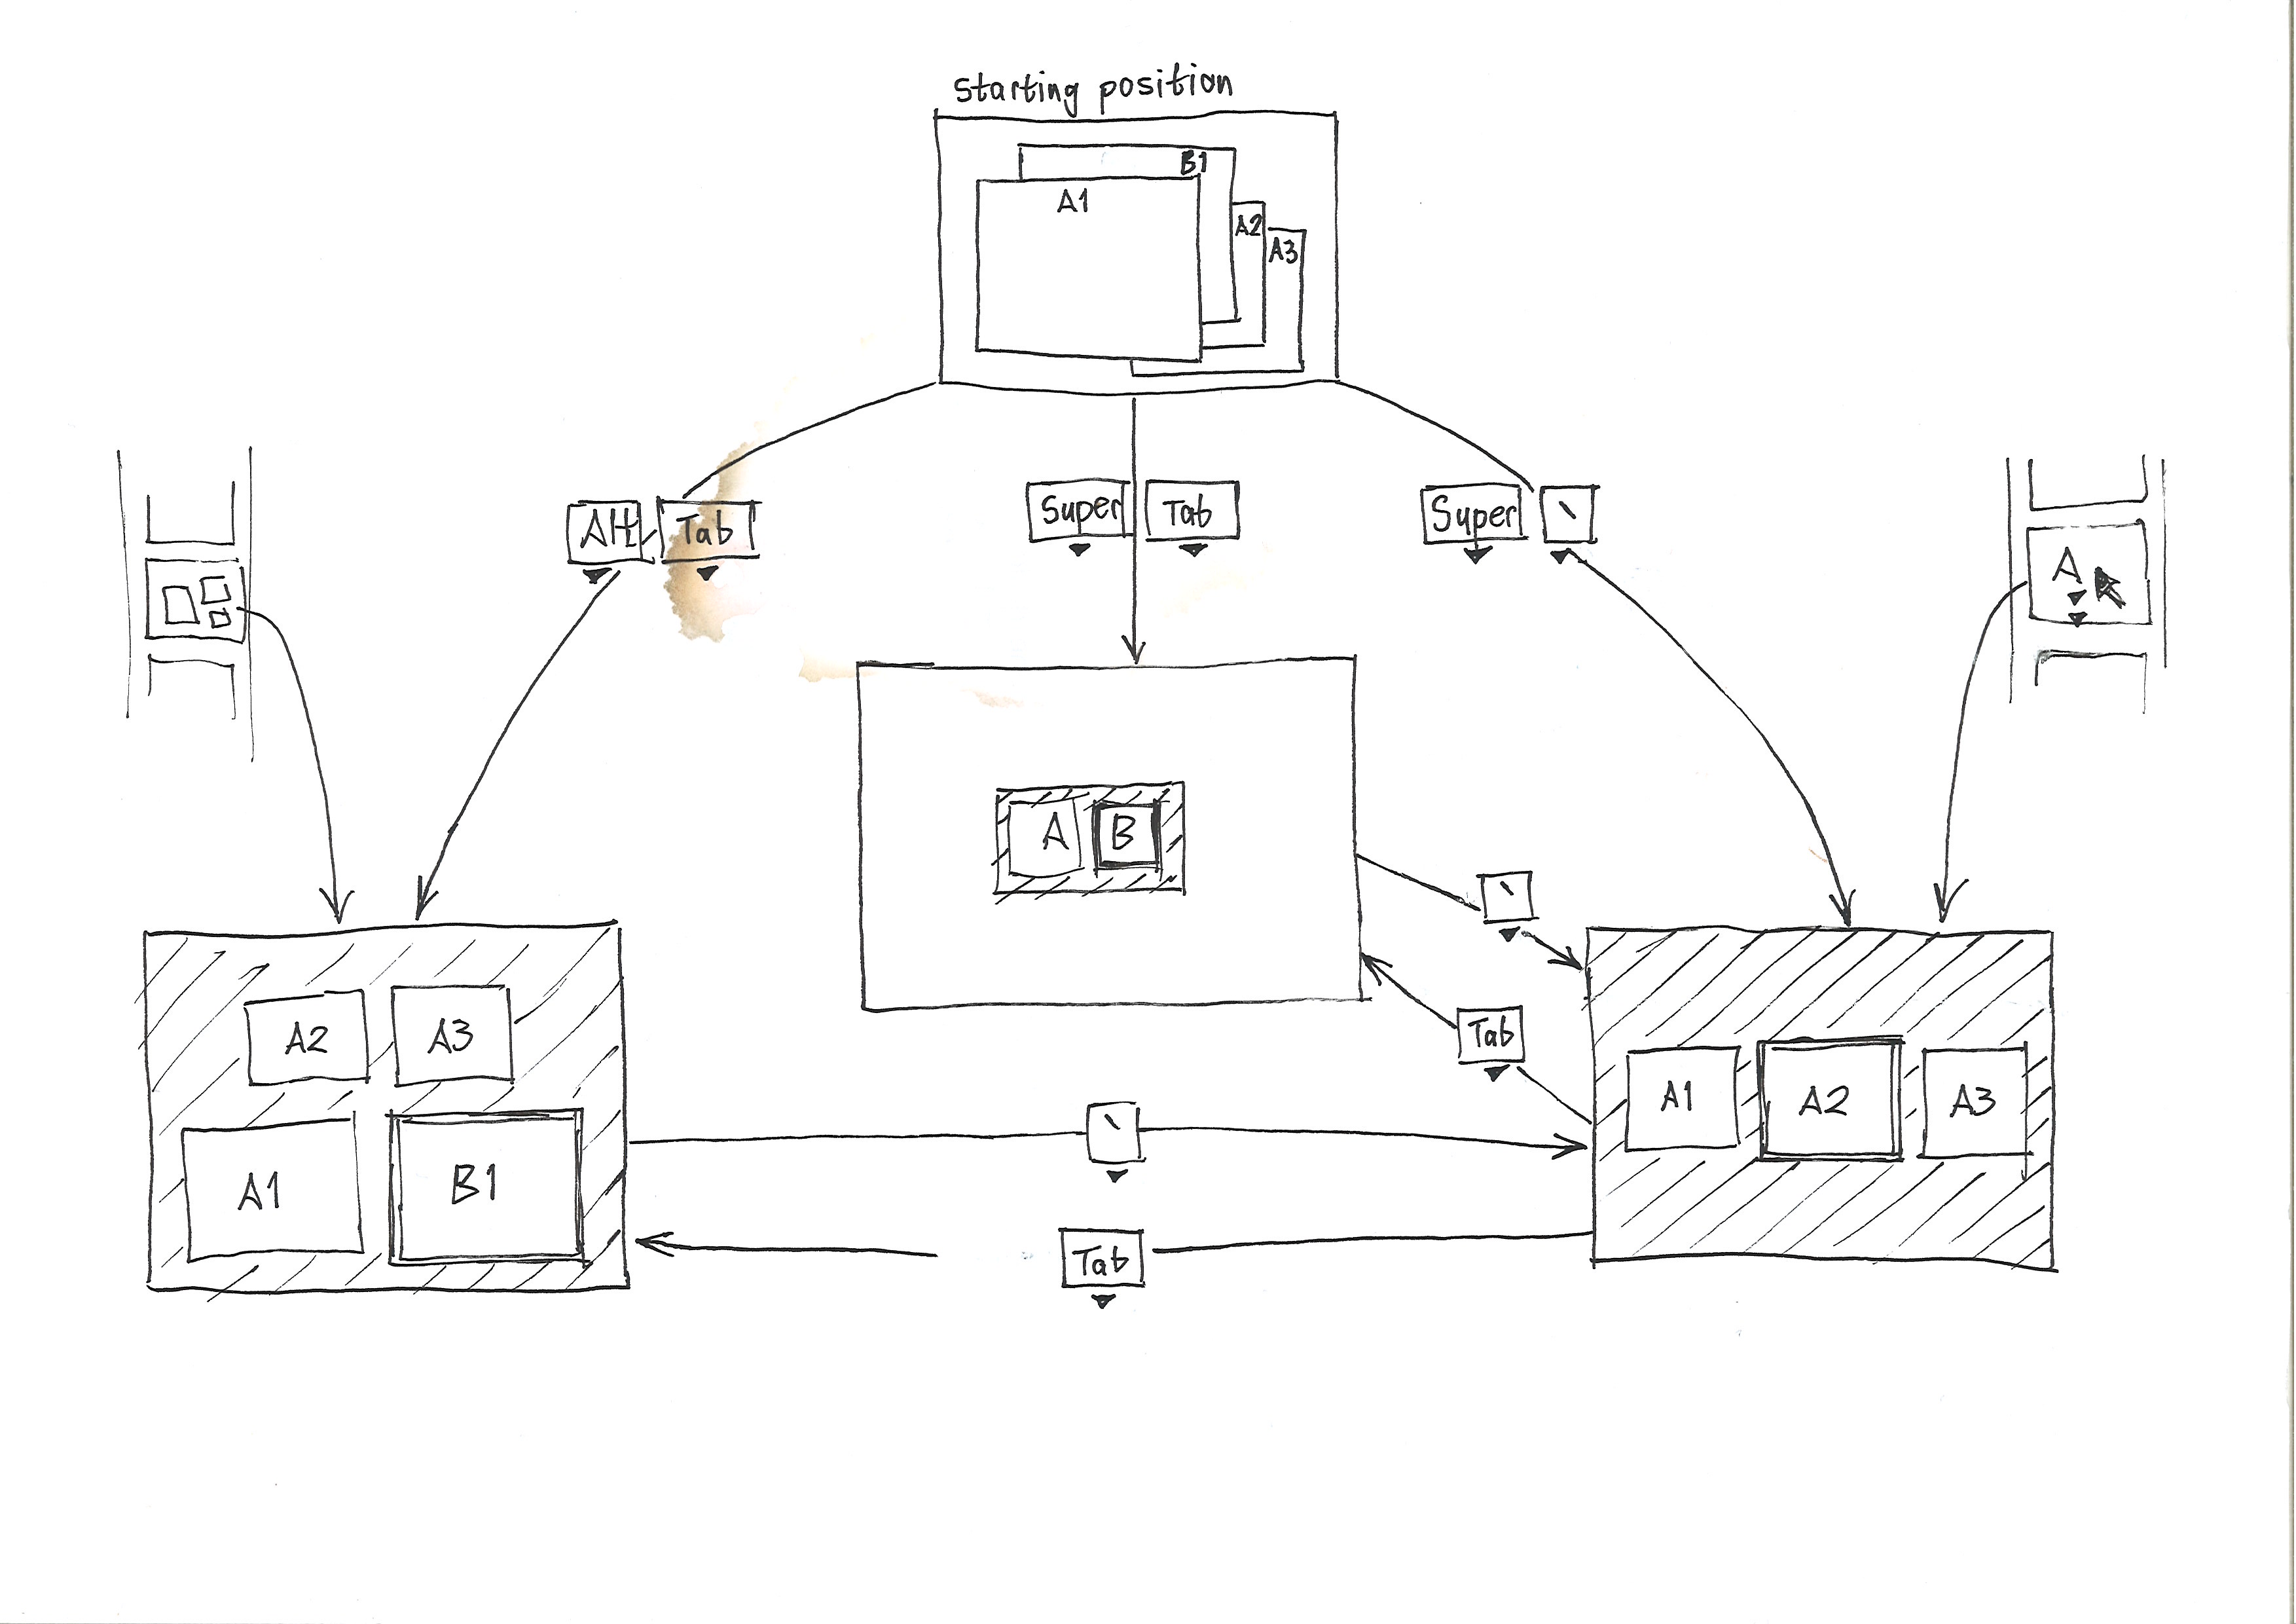 Starting position
B1
A1
A2
A3
Alt Tab
Super Tab
Super `
A
A B
`
Tab
A2 A3
A1 B1
A1 A2 A3
`
Tab